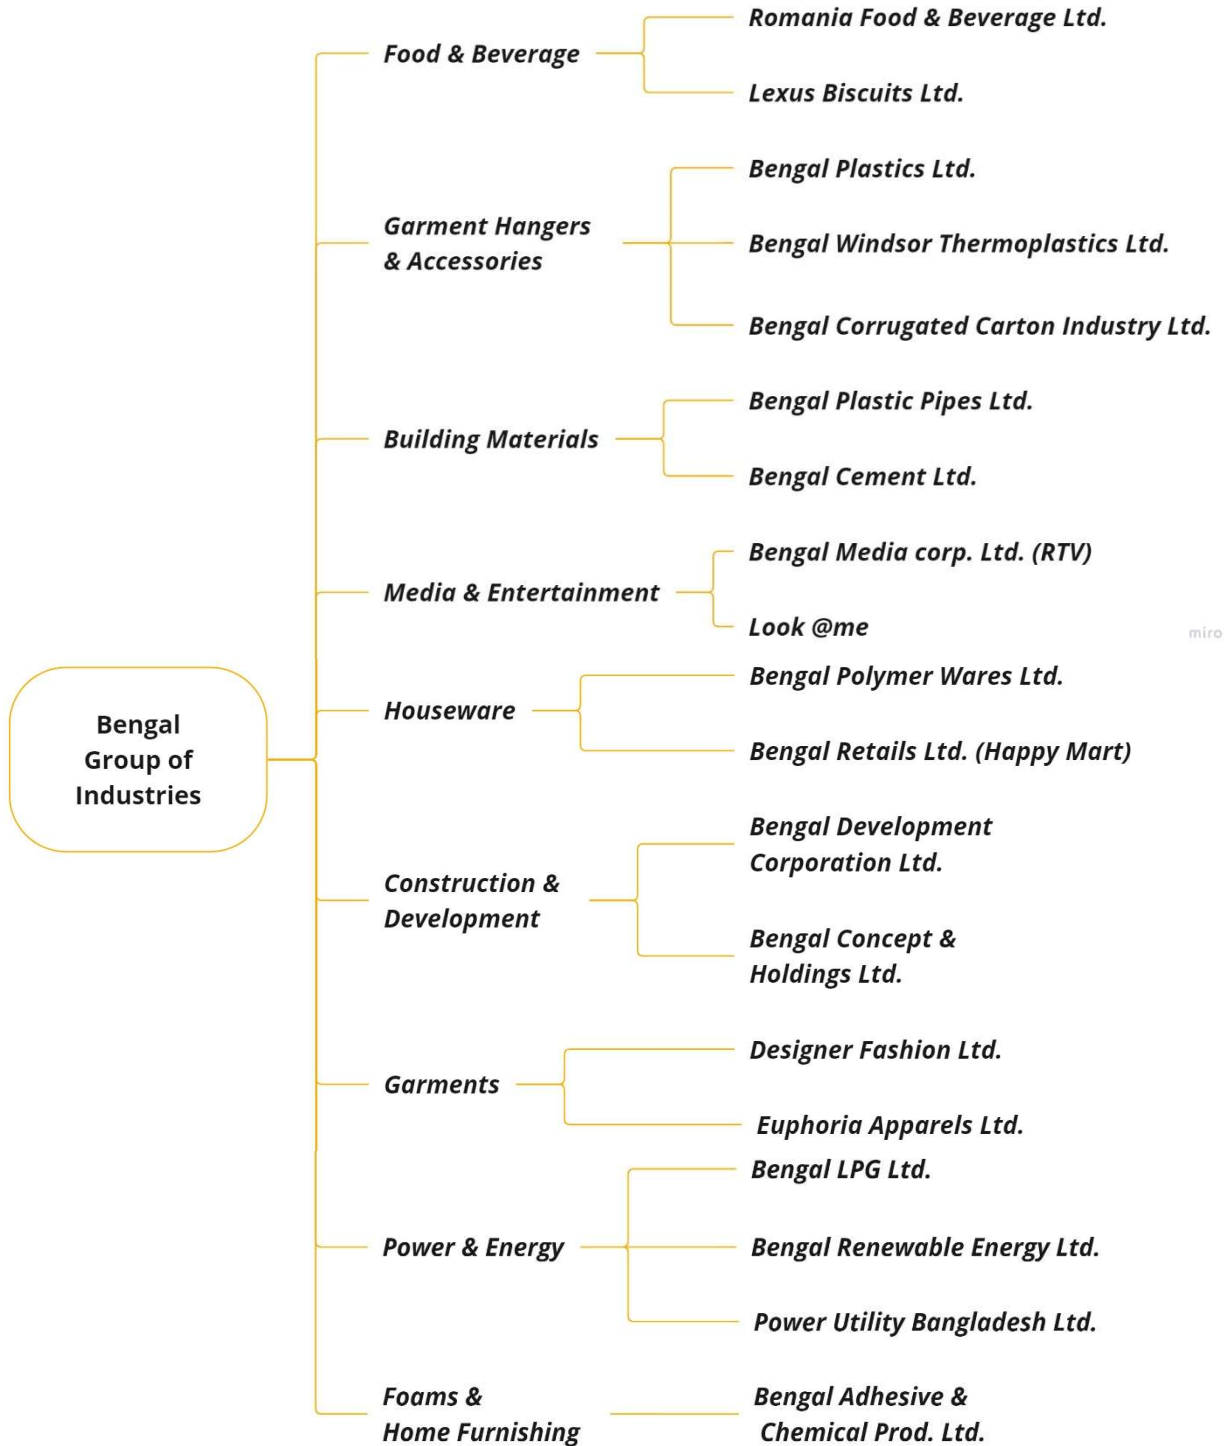 Bengal
Group of
Industries
Food & Beverage
Romania Food & Beverage Ltd.
Lexus Biscuits Ltd.
Garment Hangers
& Accessories
Bengal Plastics Ltd.
Bengal Windsor Thermoplastics Ltd.
Bengal Corrugated Carton Industry Ltd.
Building Materials
Bengal Plastic Pipes Ltd.
Bengal Cement Ltd.
Media & Entertainment
Bengal Media corp. Ltd. (RTV)
Look @me
Houseware
Bengal Polymer Wares Ltd.
Bengal Retails Ltd. (Happy Mart)
Construction &
Development
Bengal Development
Corporation Ltd.
Bengal Concept &
Holdings Ltd.
Garments
Designer Fashion Ltd.
Euphoria Apparels Ltd.
Power & Energy
Bengal LPG Ltd.
Bengal Renewable Energy Ltd.
Power Utility Bangladesh Ltd.
Foams &
Home Furnishing
Bengal Adhesive &
Chemical Prod. Ltd.
miro